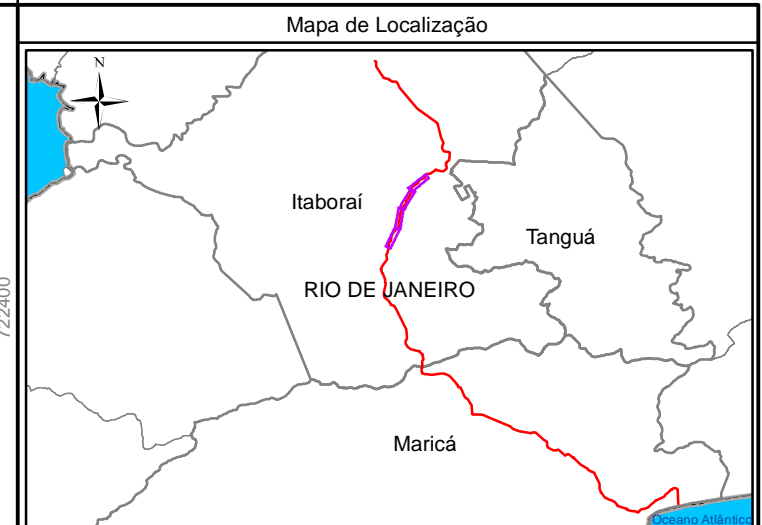 Mapa de Localização
N
Itaboraí
Tanguá
RIO DE JANEIRO
722400
Maricá
Oceano Atlântico